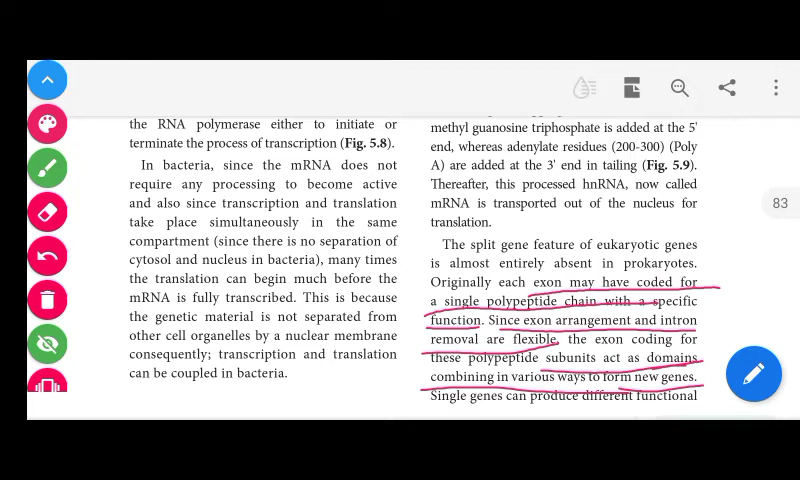 the RNA polymerase either to initiate or
terminate the process of transcription (Fig. 5.8).
In bacteria, since the mRNA does not
require any processing to become active
and also since transcription and translation
take place simultaneously in the same
compartment (since there is no separation of
cytosol and nucleus in bacteria), many times
the translation can begin much before the
mRNA is fully transcribed. This is because
the genetic material is not separated from
other cell organelles by a nuclear membrane
consequently; transcription and translation
can be coupled in bacteria.
methyl guanosine triphosphate is added at the 5'
end, whereas adenylate residues (200-300) (Poly
A) are added at the 3' end in tailing (Fig. 5.9).
Thereafter, this processed hnRNA, now called
mRNA is transported out of the nucleus for
translation.
The split gene feature of eukaryotic genes
is almost entirely absent in prokaryotes.
Originally each exon may have coded for
a single polypeptide chain with a specific
function. Since exon arrangement and intron
removal are flexible, the exon coding for
these polypeptide subunits act as domains
combining in various ways to form new genes.
Single genes can produce different functional
83